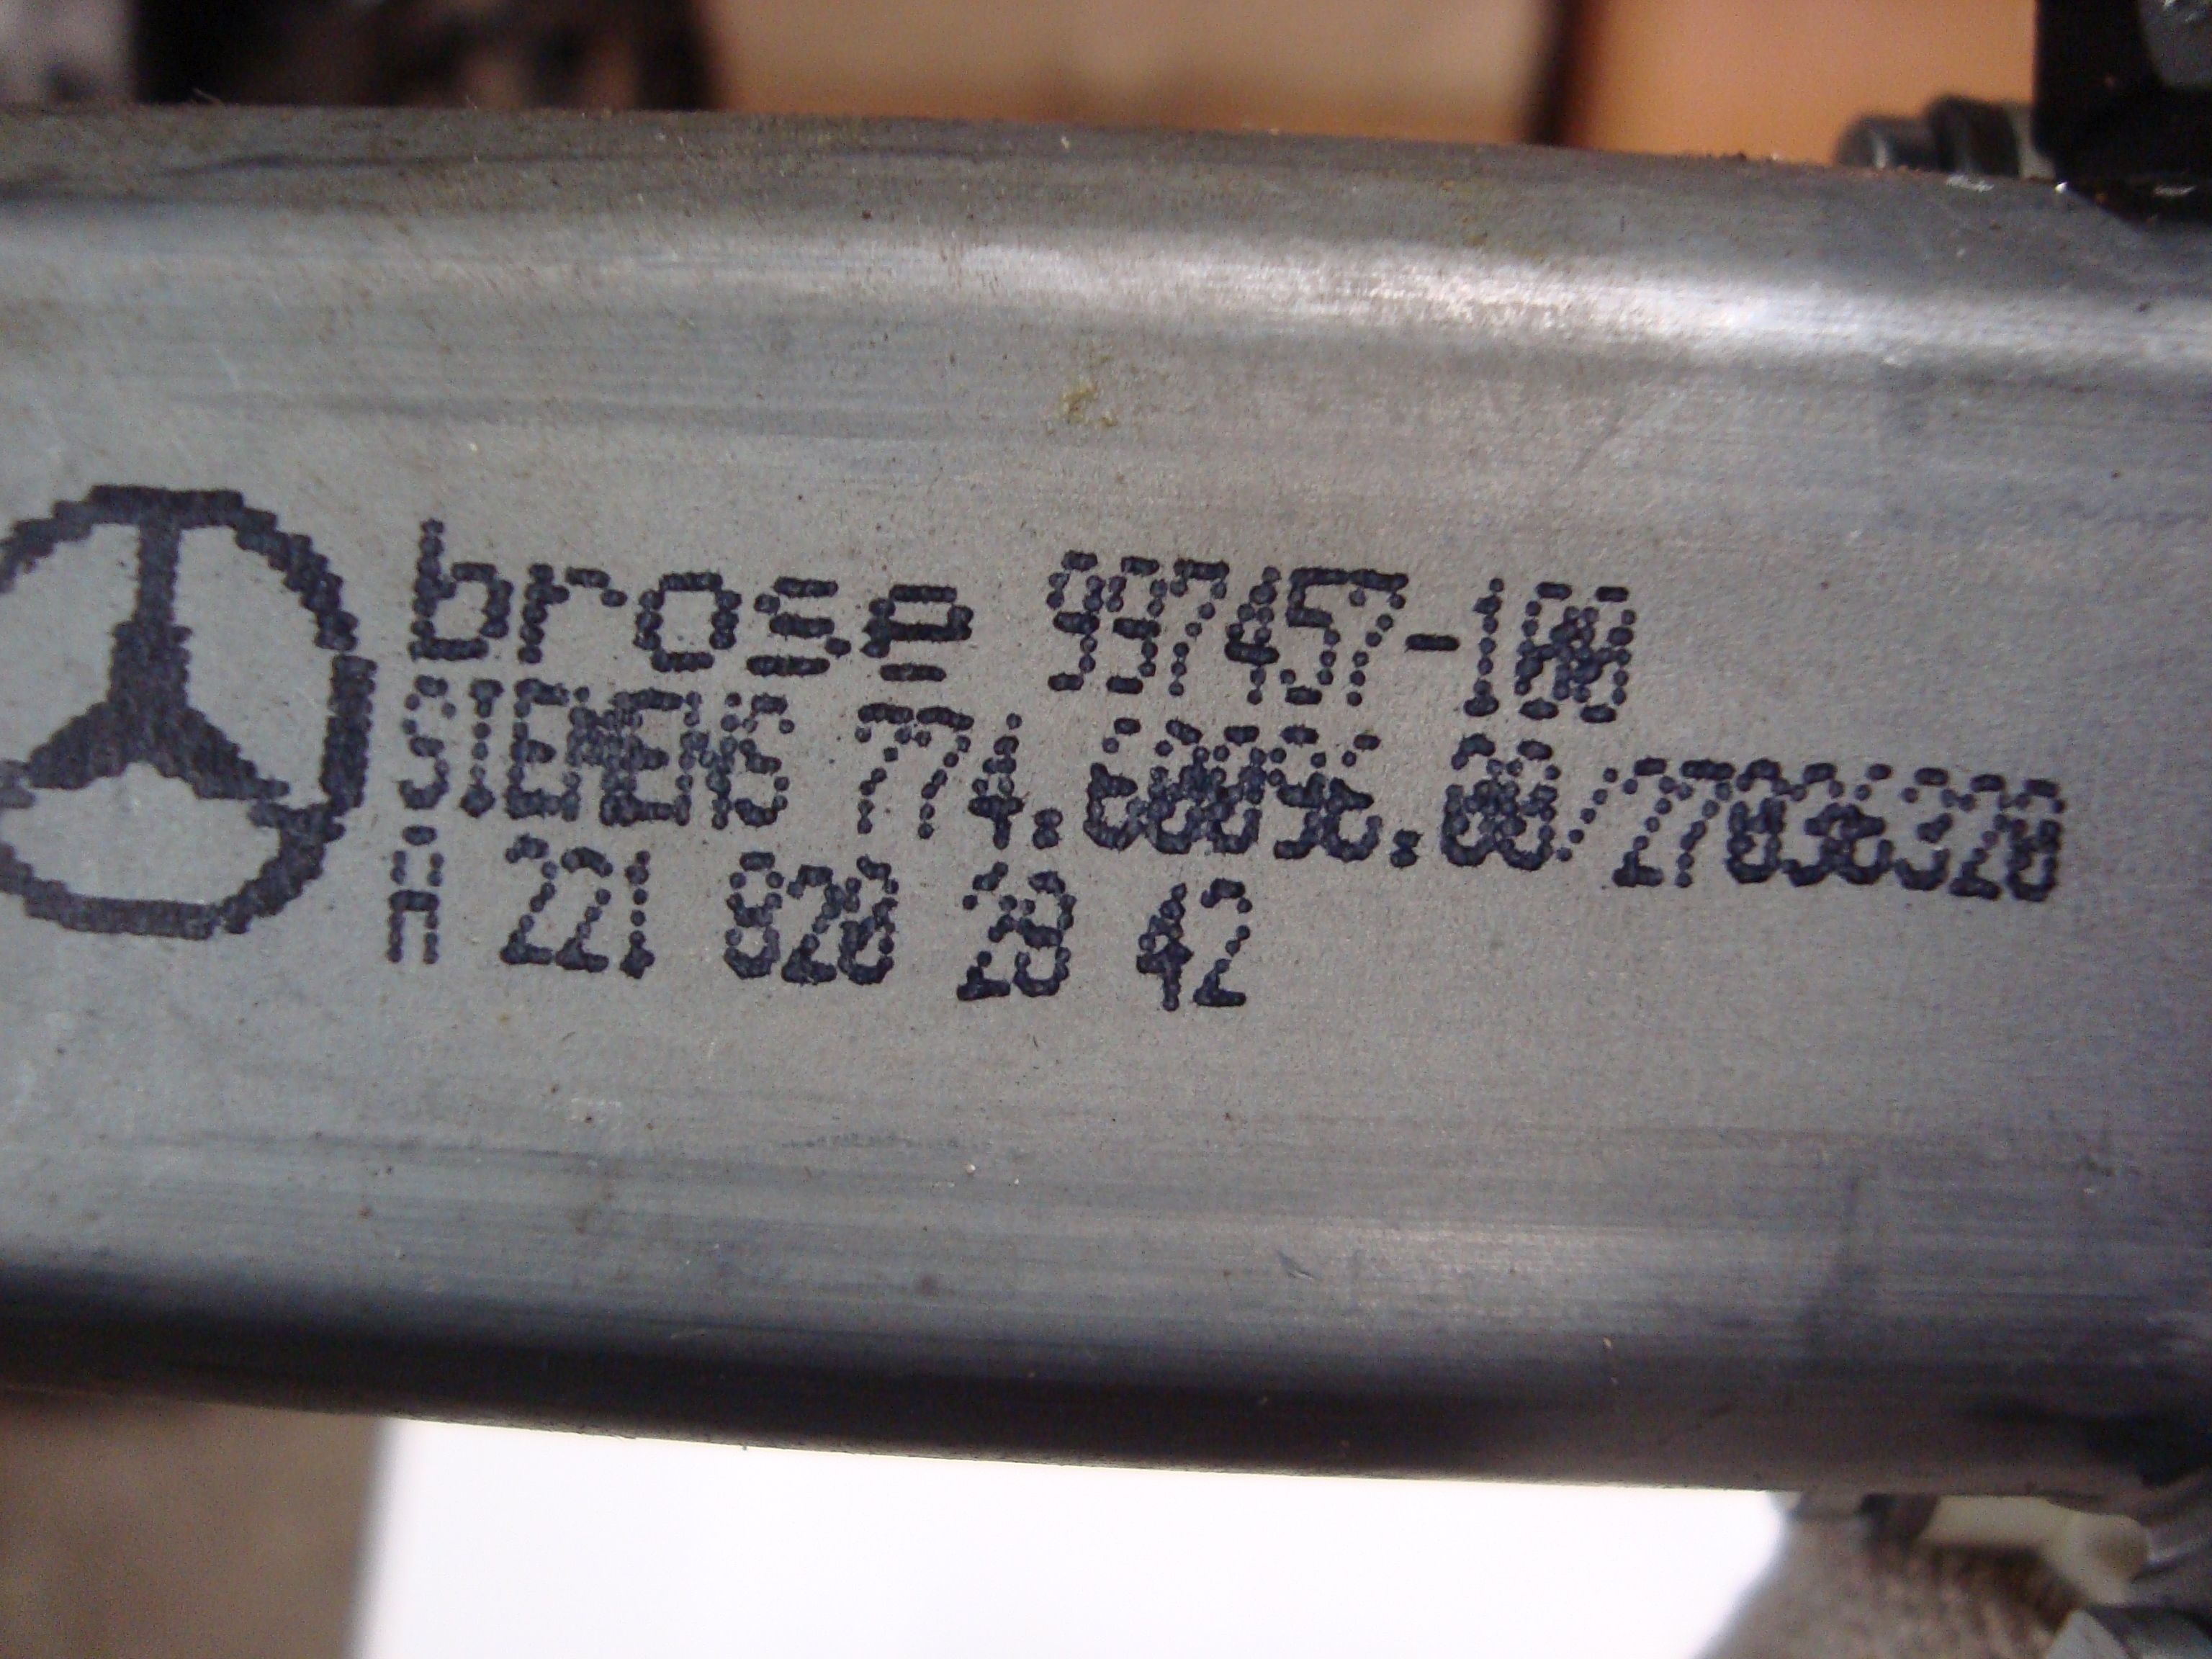 brose 997457-100
SIEMENS 774.60056.00/27036320
A 221 820 28 42